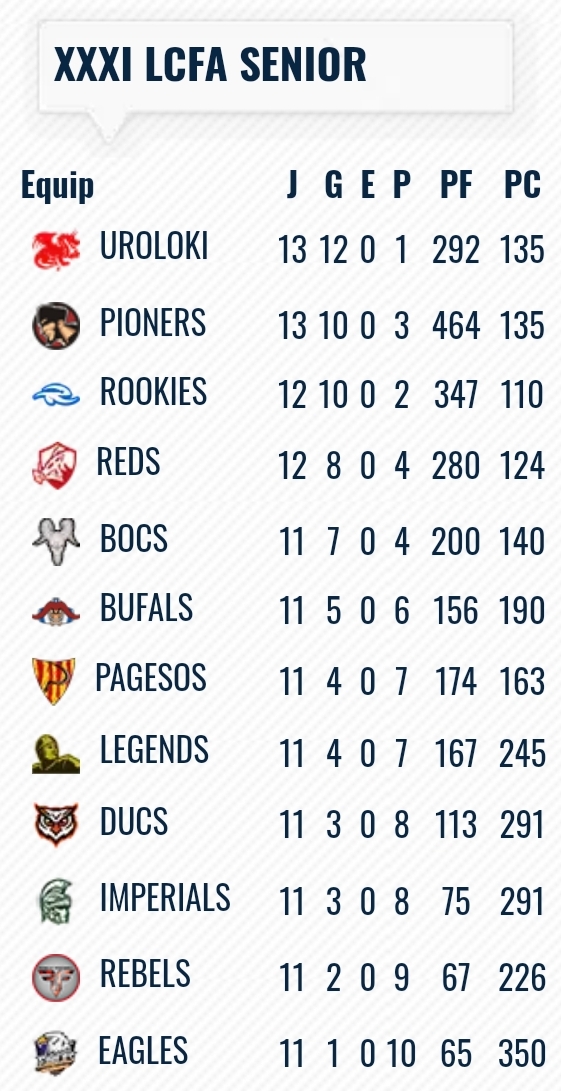 XXXI LCFA SENIOR
Equip J G E P PF PC
UROLOKI 13 12 0 1 292 135
PIONERS 13 10 0 3 464 135
ROOKIES 12 10 0 2 347 110
REDS 12 8 0 4 280 124
BOCS 11 7 0 4 200 140
BUFALS 11 5 0 6 156 190
PAGESOS 11 4 0 7 174 163
LEGENDS 11 4 0 7 167 245
DUCS 11 3 0 8 113 291
IMPERIALS 11 3 0 8 75 291
REBELS 11 2 0 9 67 226
EAGLES 11 1 0 10 65 350